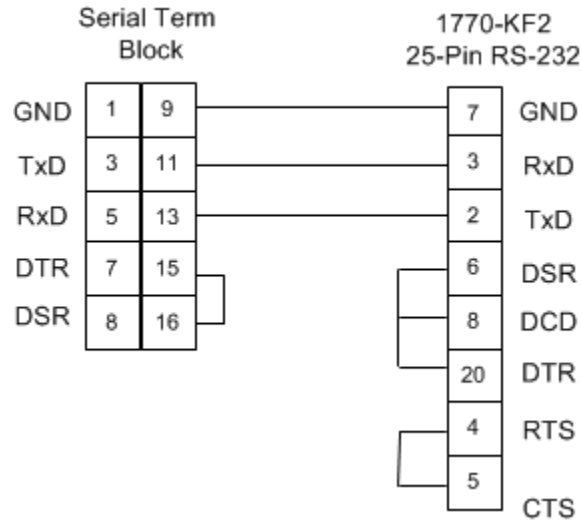 Serial Term
Block
1770-KF2
25-Pin RS-232
GND 1 9 7 GND
TxD 3 11 3 RxD
RxD 5 13 2 TxD
DTR 7 15 6 DSR
DSR 8 16 8 DCD
20 DTR
4 RTS
5 CTS